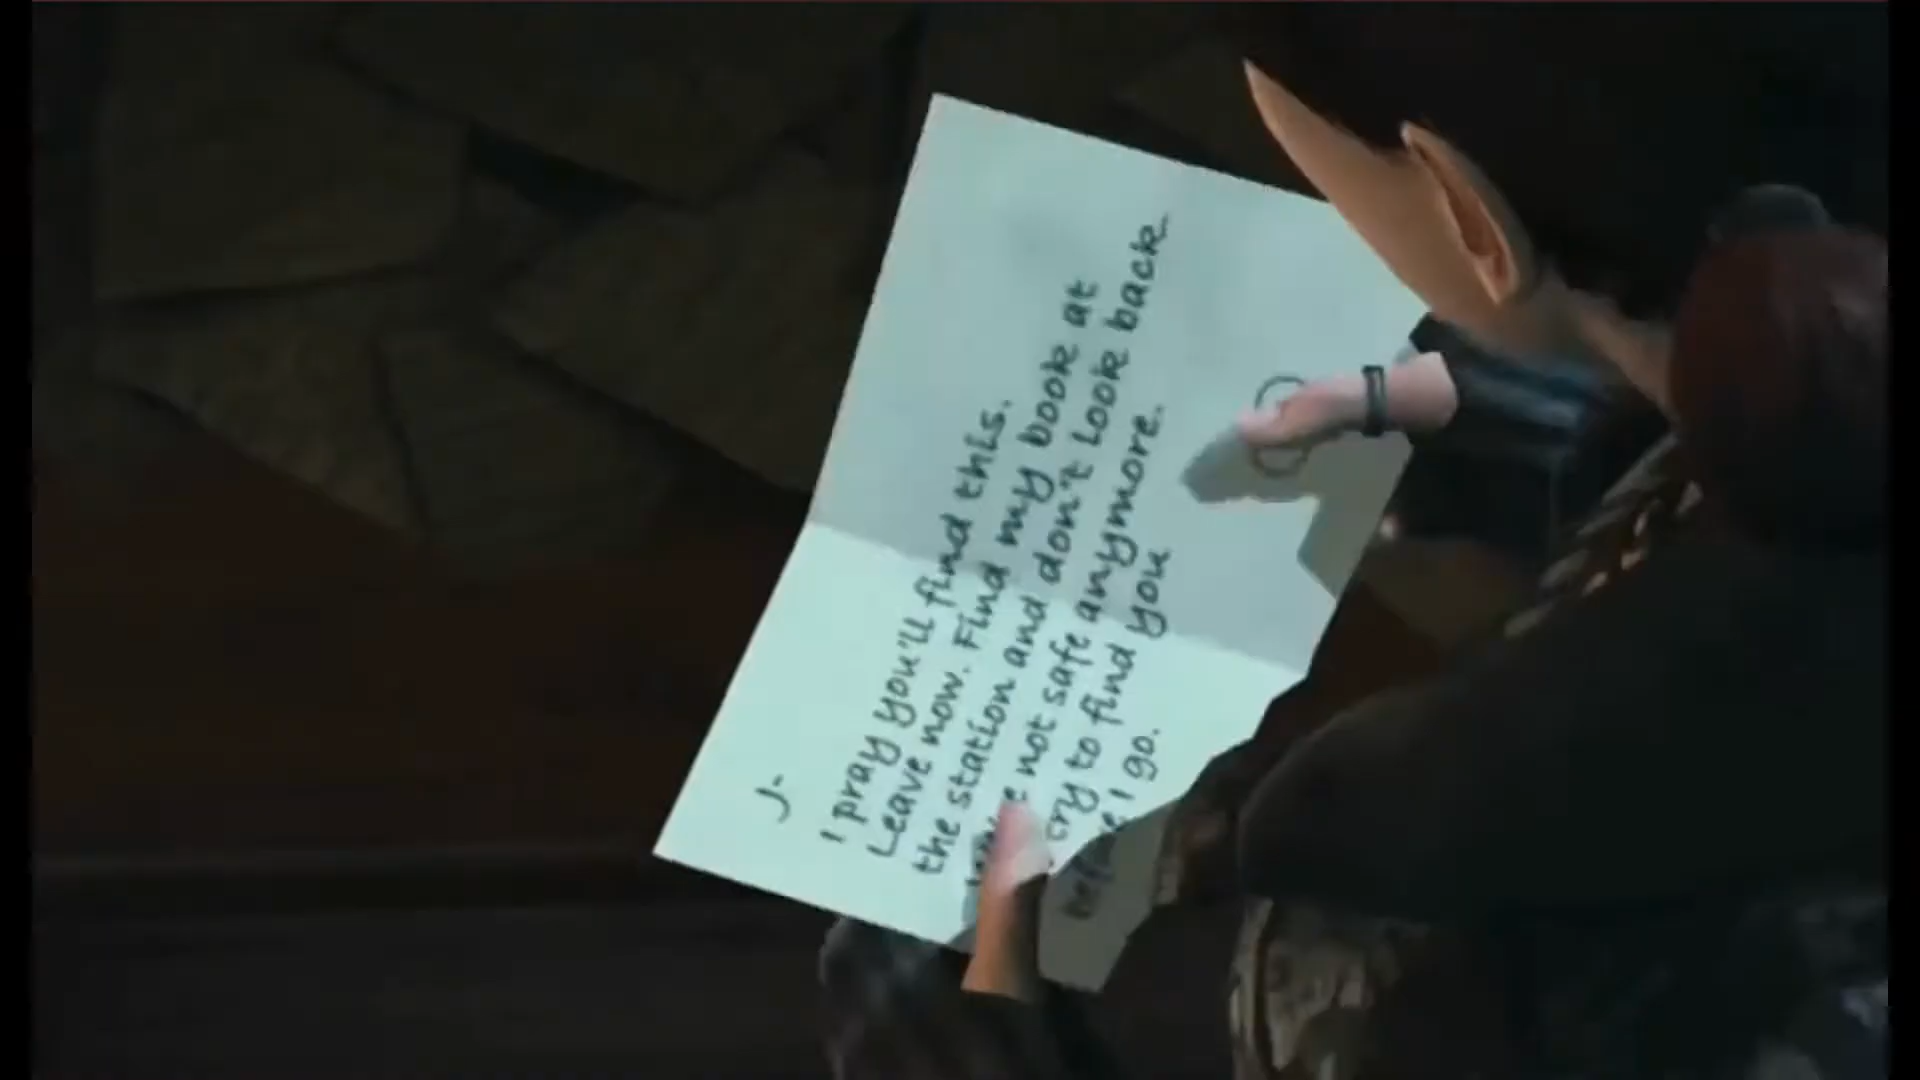 J-
I pray you'll find this.
Leave now. Find my book at
the station and don't Look back
not safe anymore.
try to find you
I go.